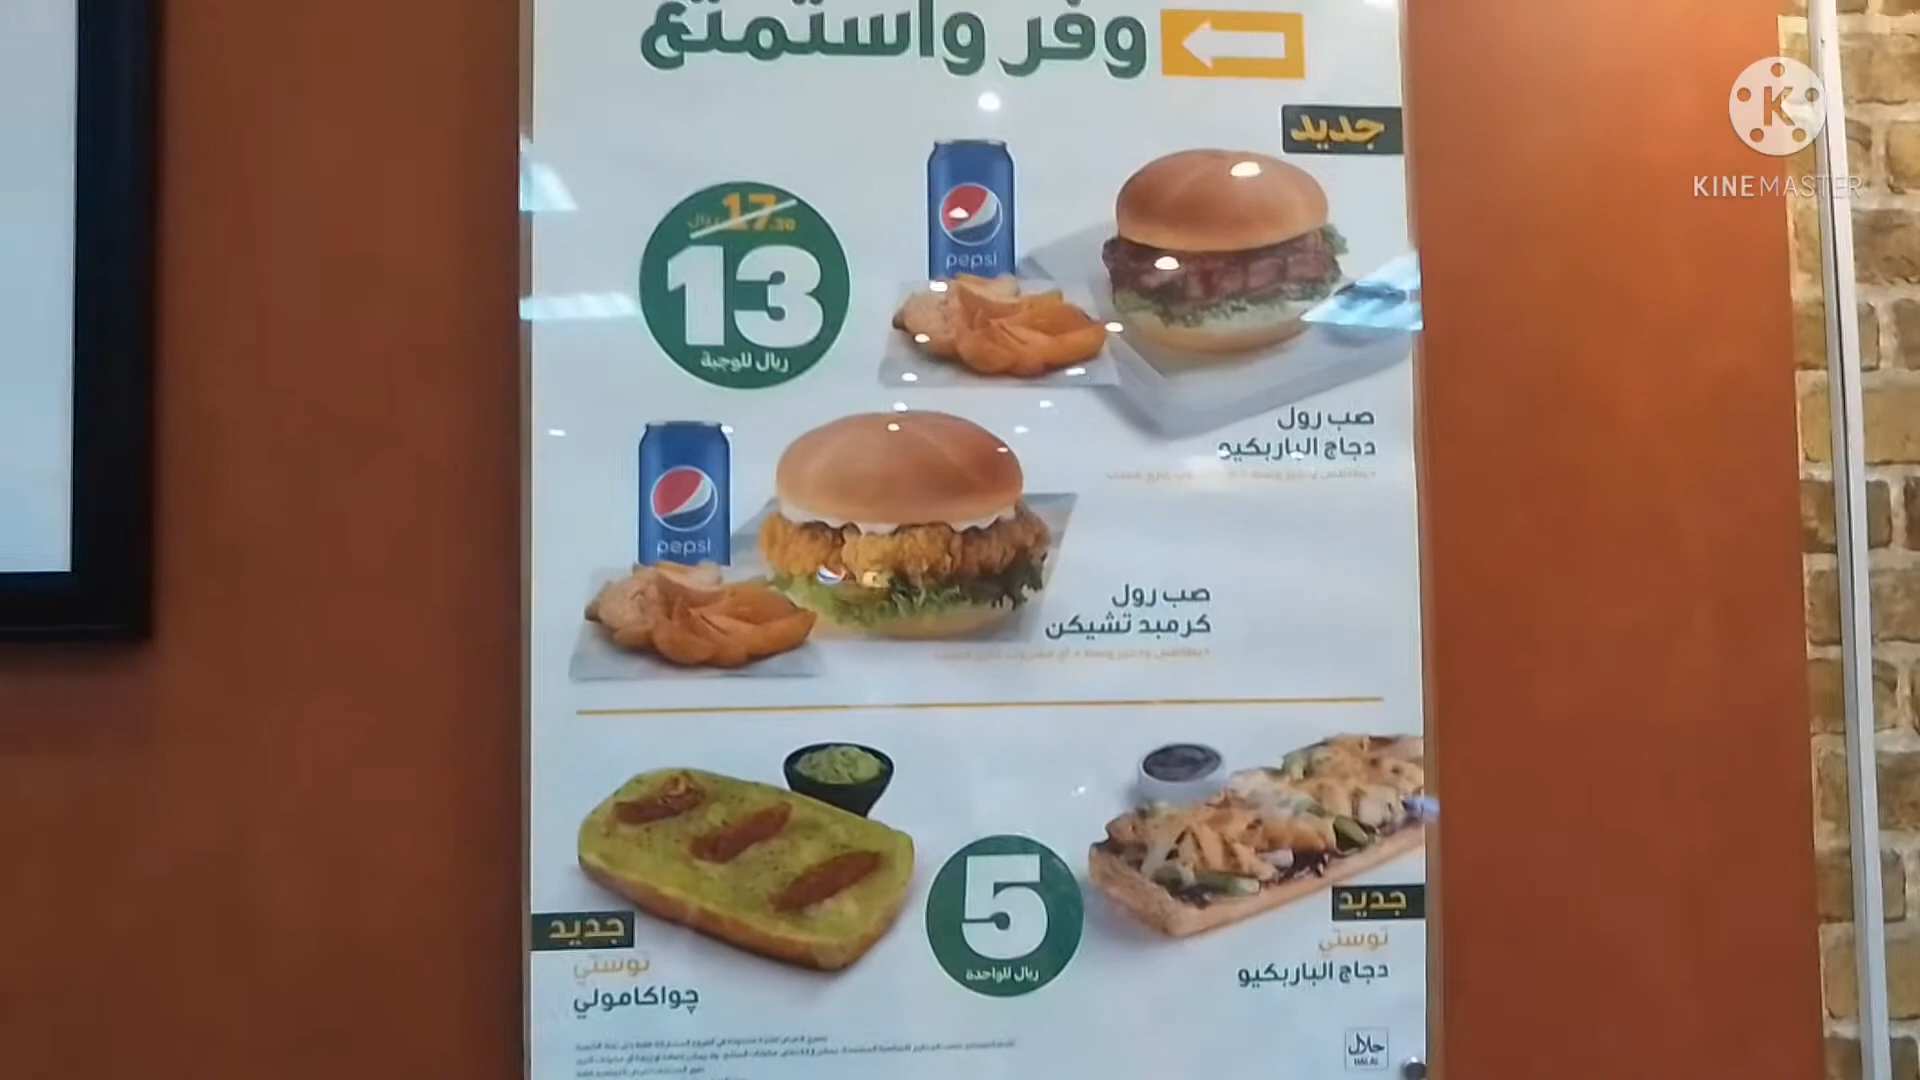 وفر واستمتع
جديد
17.30 ريال
13
ريال للوجبة
pepsi
صب رول
دجاج الباربكيو
pepsi
صب رول
كرمبد تشيكن
5
ريال للواحدة
جديد
توستي
دجاج الباربكيو
جديد
توستي
جواكامولي
حلال
HALAL
K
KINEMASTER